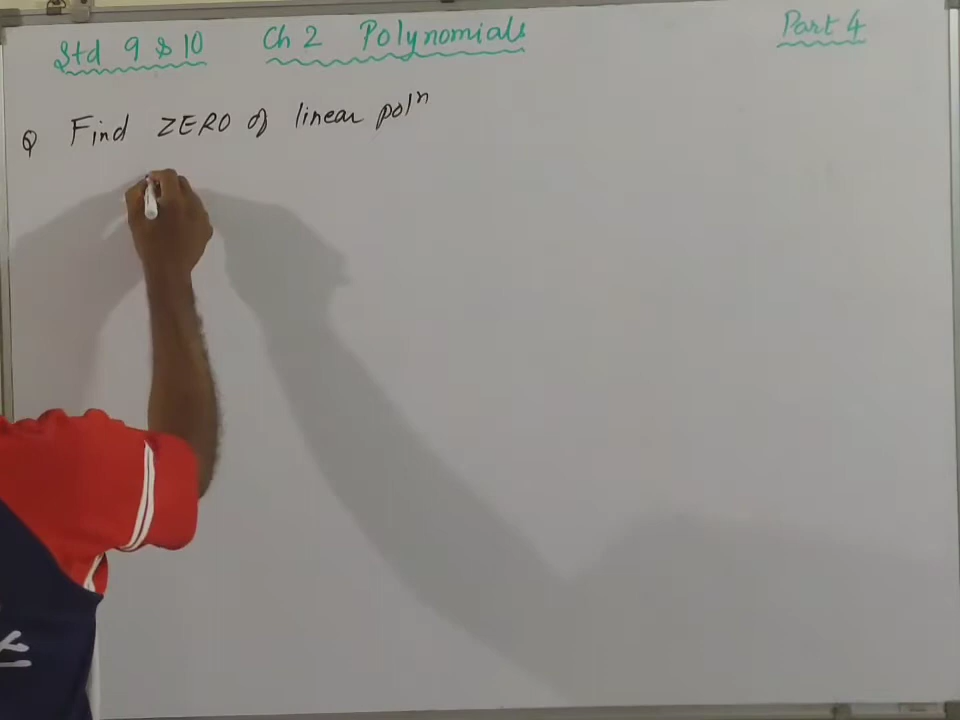 Std 9 & 10 Ch 2 Polynomials Part 4
Q Find ZERO of linear polⁿ